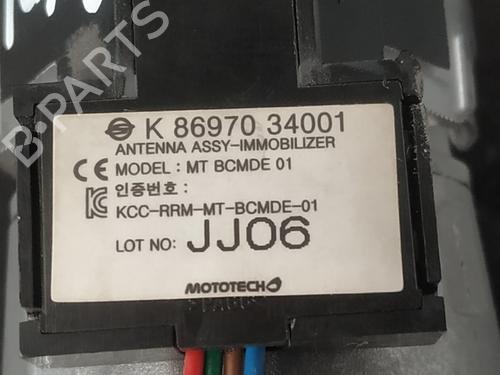 K 86970 34001
ANTENNA ASSY-IMMOBILIZER
CE MODEL : MT BCMDE 01
인증번호 :
KCC-RRM-MT-BCMDE-01
LOT NO: JJ06
MOTOTECH